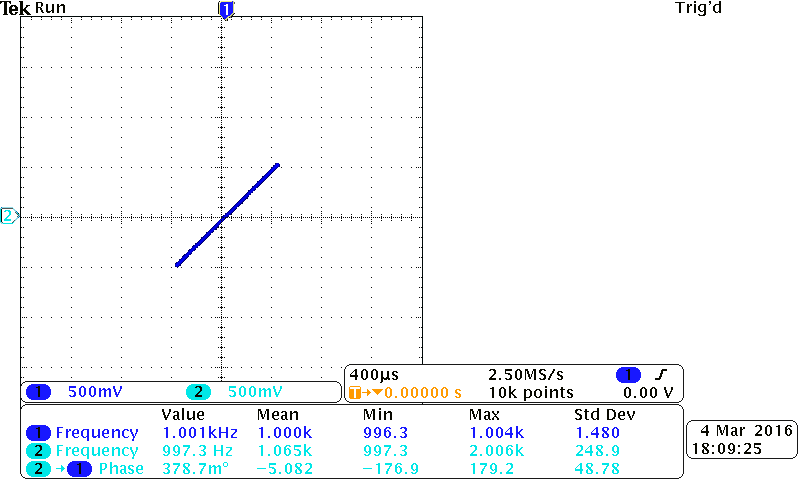 Tek Run Trig'd
1
2
400µs 2.50MS/s 1
T→▼0.00000 s 10k points 0.00 V
1 500mV 2 500mV
Value Mean Min Max Std Dev
1 Frequency 1.001kHz 1.000k 996.3 1.004k 1.480
2 Frequency 997.3 Hz 1.065k 997.3 2.006k 248.9
2→1 Phase 378.7m° −5.082 −176.9 179.2 48.78
4 Mar 2016
18:09:25